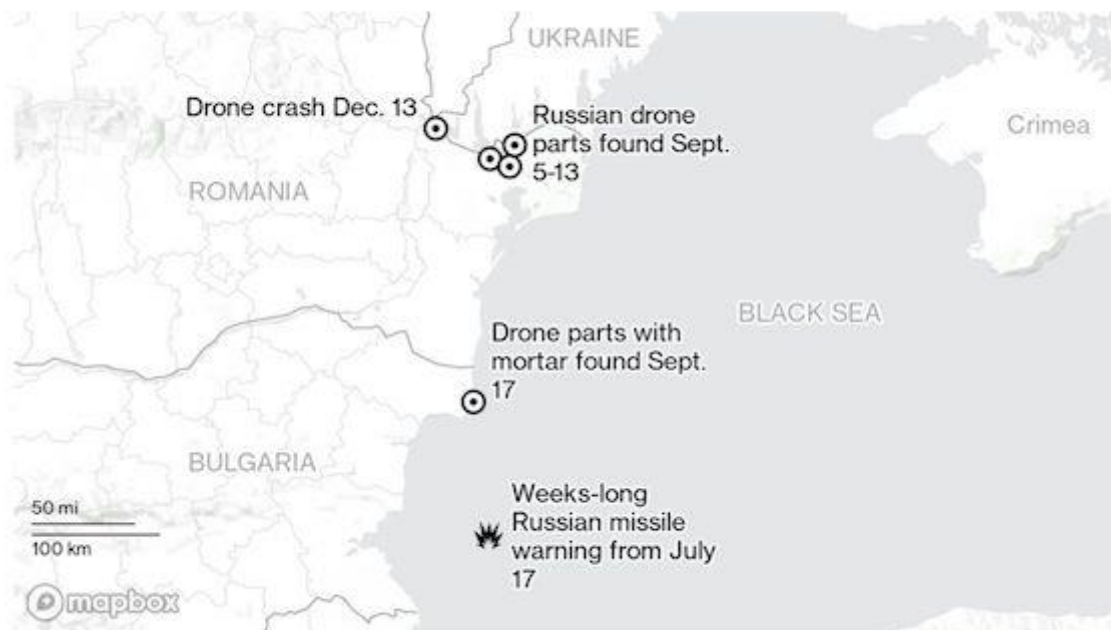 UKRAINE
Drone crash Dec. 13
Russian drone
parts found Sept.
5-13
Crimea
ROMANIA
BLACK SEA
Drone parts with
mortar found Sept.
17
BULGARIA
Weeks-long
Russian missile
warning from July
17
50 mi
100 km
mapbox